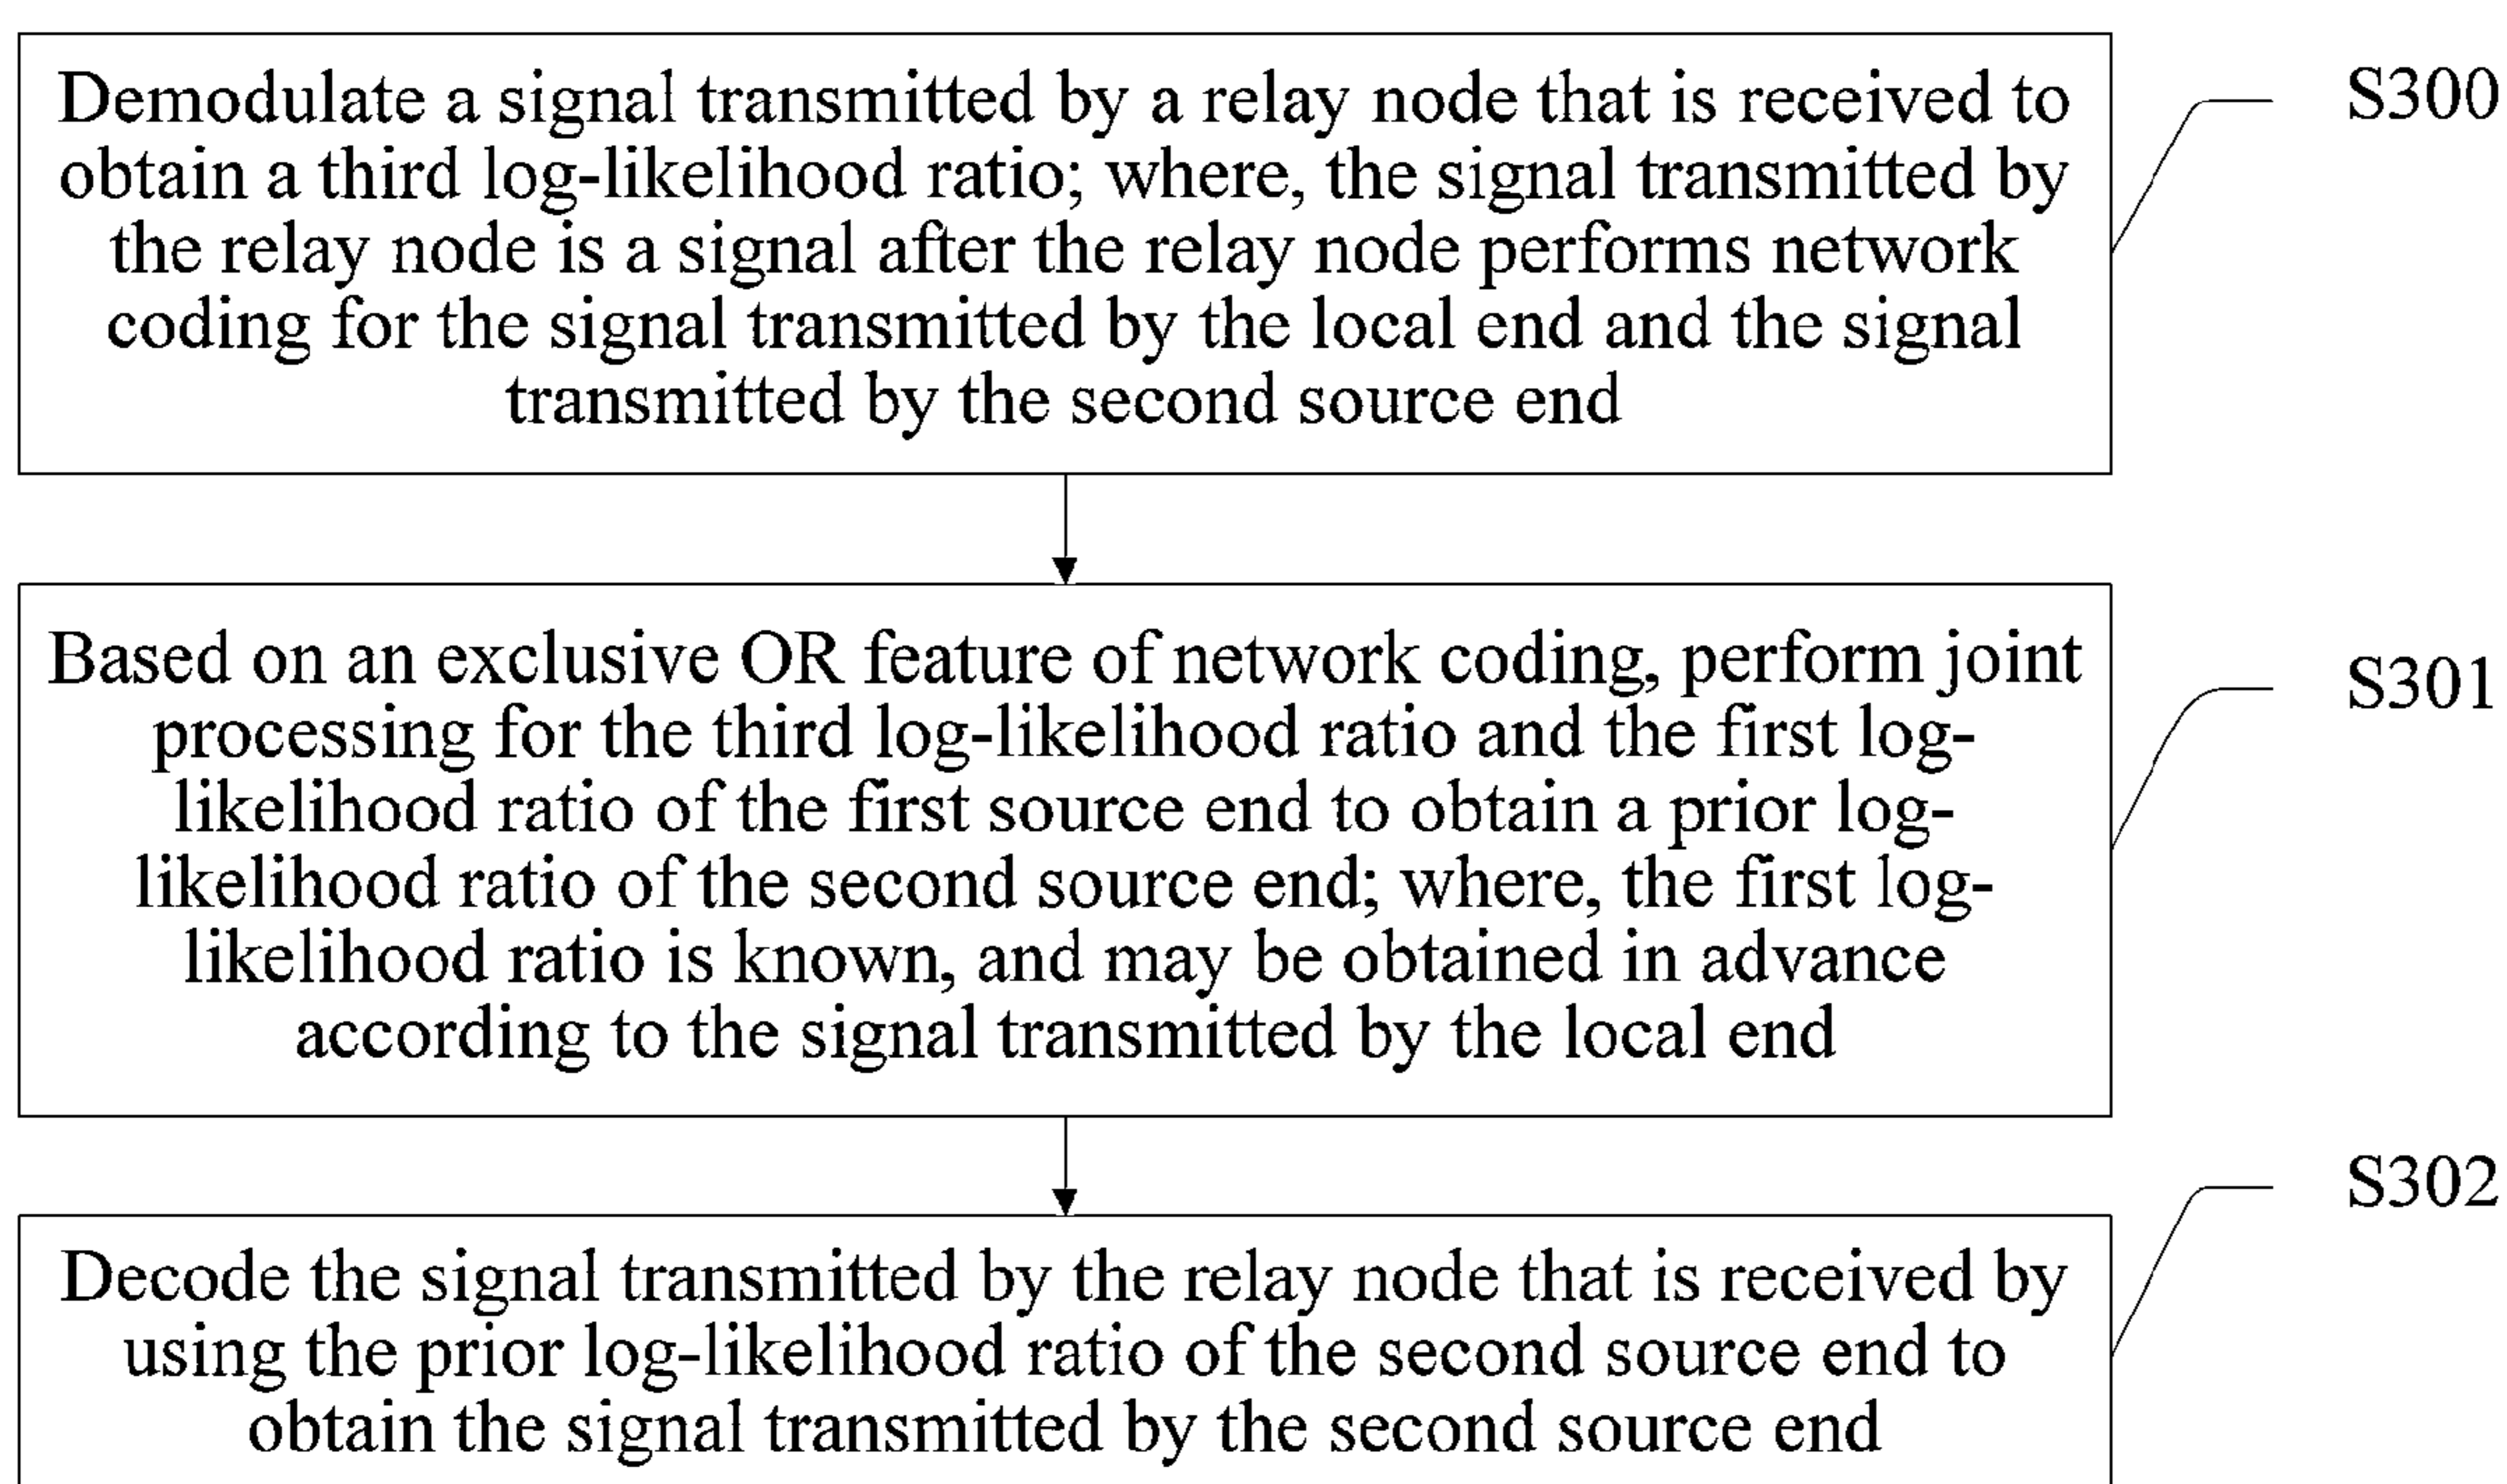 Demodulate a signal transmitted by a relay node that is received to
obtain a third log-likelihood ratio; where, the signal transmitted by
the relay node is a signal after the relay node performs network
coding for the signal transmitted by the local end and the signal
transmitted by the second source end
S300
Based on an exclusive OR feature of network coding, perform joint
processing for the third log-likelihood ratio and the first log-
likelihood ratio of the first source end to obtain a prior log-
likelihood ratio of the second source end; where, the first log-
likelihood ratio is known, and may be obtained in advance
according to the signal transmitted by the local end
S301
Decode the signal transmitted by the relay node that is received by
using the prior log-likelihood ratio of the second source end to
obtain the signal transmitted by the second source end
S302